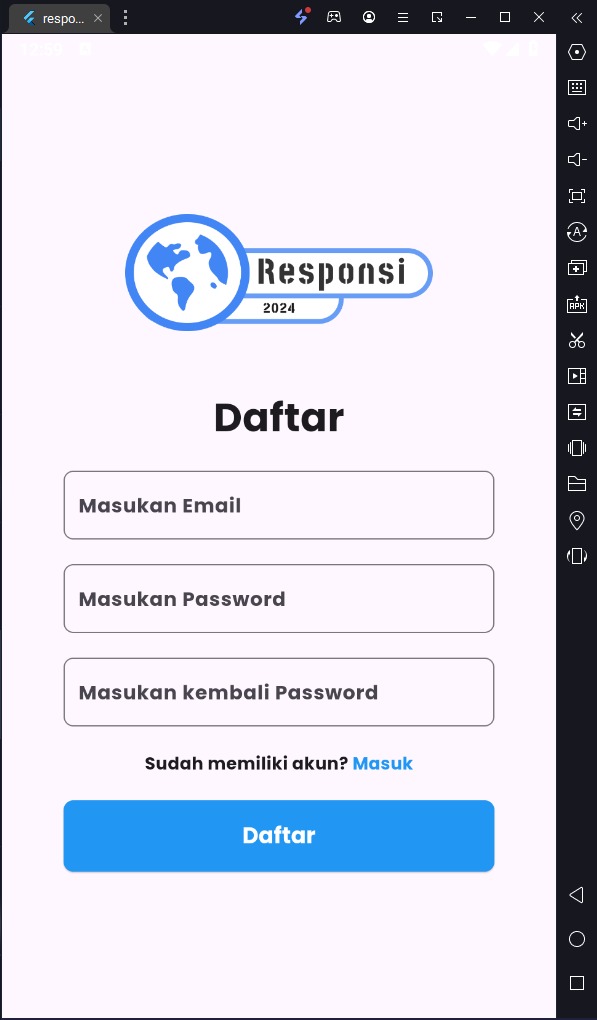 respo...
12:59
Responsi
2024
Daftar
Masukan Email
Masukan Password
Masukan kembali Password
Sudah memiliki akun? Masuk
Daftar